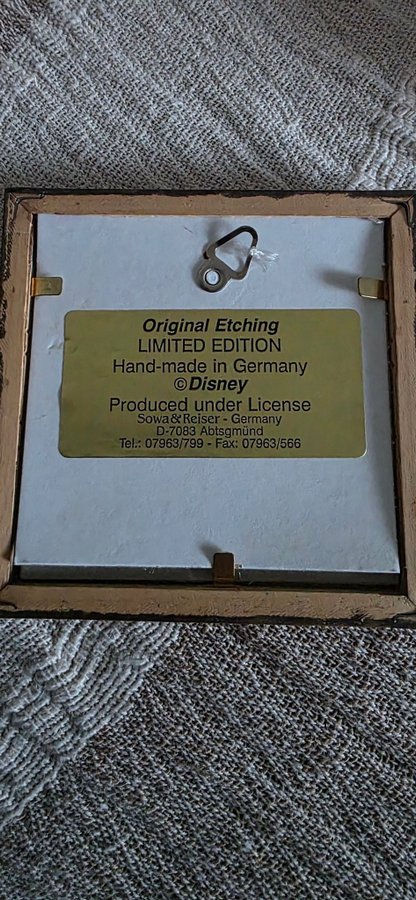 Original Etching
LIMITED EDITION
Hand-made in Germany
©Disney
Produced under License
Sowa & Reiser - Germany
D-7083 Abtsgmünd
Tel.: 07963/799 - Fax: 07963/566